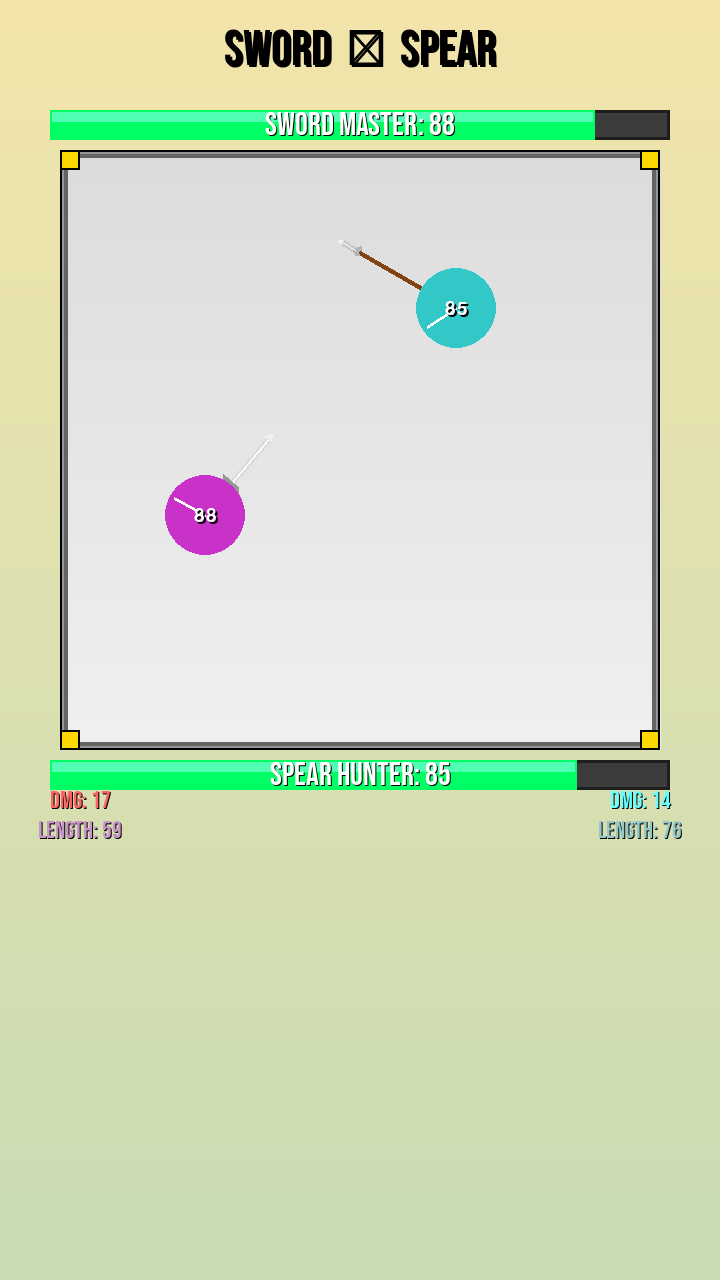 SWORD SPEAR
SWORD MASTER: 88
85
88
SPEAR HUNTER: 85
DMG: 17
DMG: 14
LENGTH: 59
LENGTH: 76